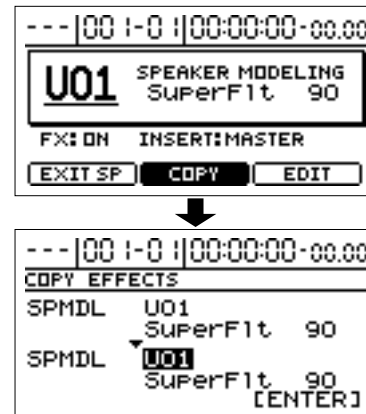 ---|001-01|00:00:00-00.00
U01 SPEAKER MODELING
SuperFlt 90
FX:ON INSERT:MASTER
EXIT SP COPY EDIT
---|001-01|00:00:00-00.00
COPY EFFECTS
SPMDL U01
SuperFlt 90
SPMDL U01
SuperFlt 90
[ENTER]